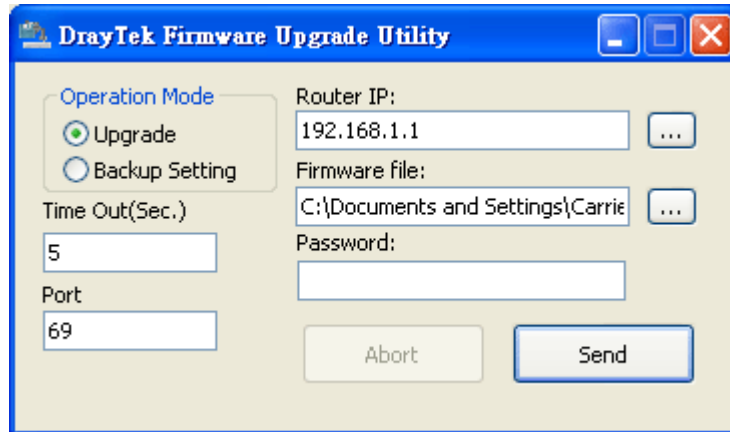 DrayTek Firmware Upgrade Utility
Operation Mode
Upgrade
Backup Setting
Time Out(Sec.)
5
Port
69
Router IP:
192.168.1.1
...
Firmware file:
C:\Documents and Settings\Carrie
...
Password:
Abort
Send